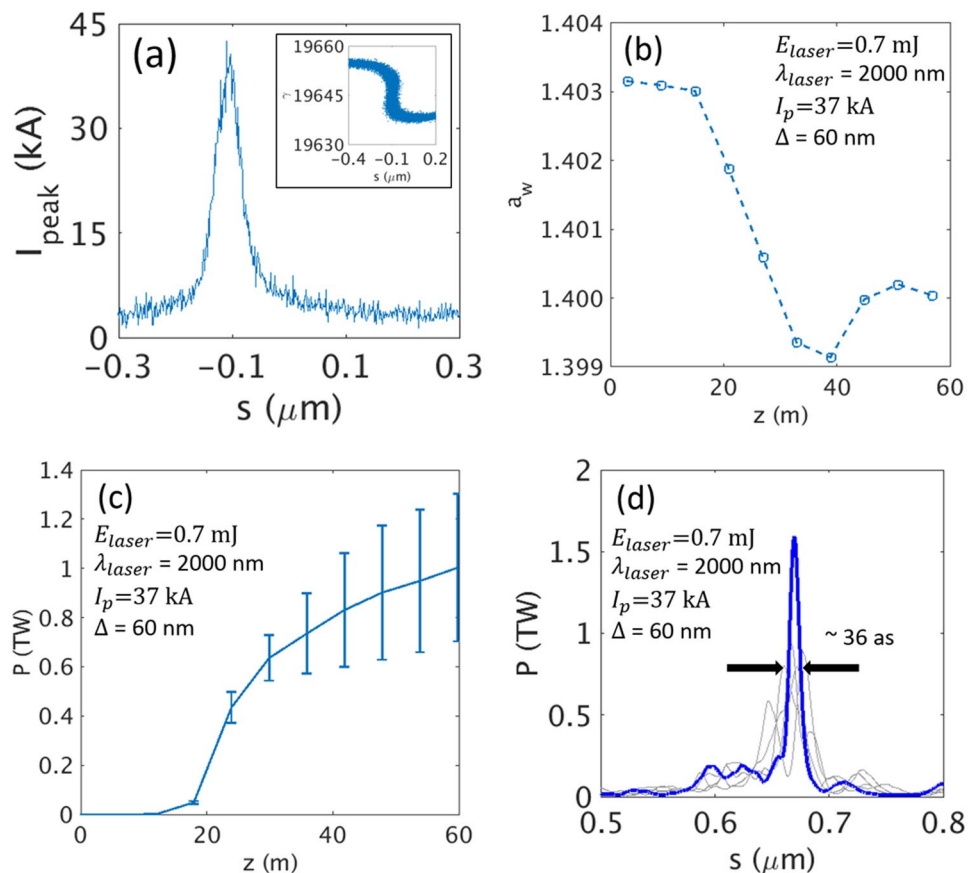 (a)
I_peak (kA)
45
30
15
0
-0.3
-0.1
0.1
0.3
s (μm)
19660
19645
19630
γ
-0.4
-0.1
0.2
s (μm)
(b)
E_laser=0.7 mJ
λ_laser = 2000 nm
I_p=37 kA
Δ = 60 nm
a_w
1.404
1.403
1.402
1.401
1.400
1.399
0
20
40
60
z (m)
(c)
E_laser=0.7 mJ
λ_laser = 2000 nm
I_p=37 kA
Δ = 60 nm
P (TW)
1.4
1.2
1
0.8
0.6
0.4
0.2
0
0
20
40
60
z (m)
(d)
E_laser=0.7 mJ
λ_laser = 2000 nm
I_p=37 kA
Δ = 60 nm
~ 36 as
P (TW)
2
1.5
1
0.5
0
0.5
0.6
0.7
0.8
s (μm)